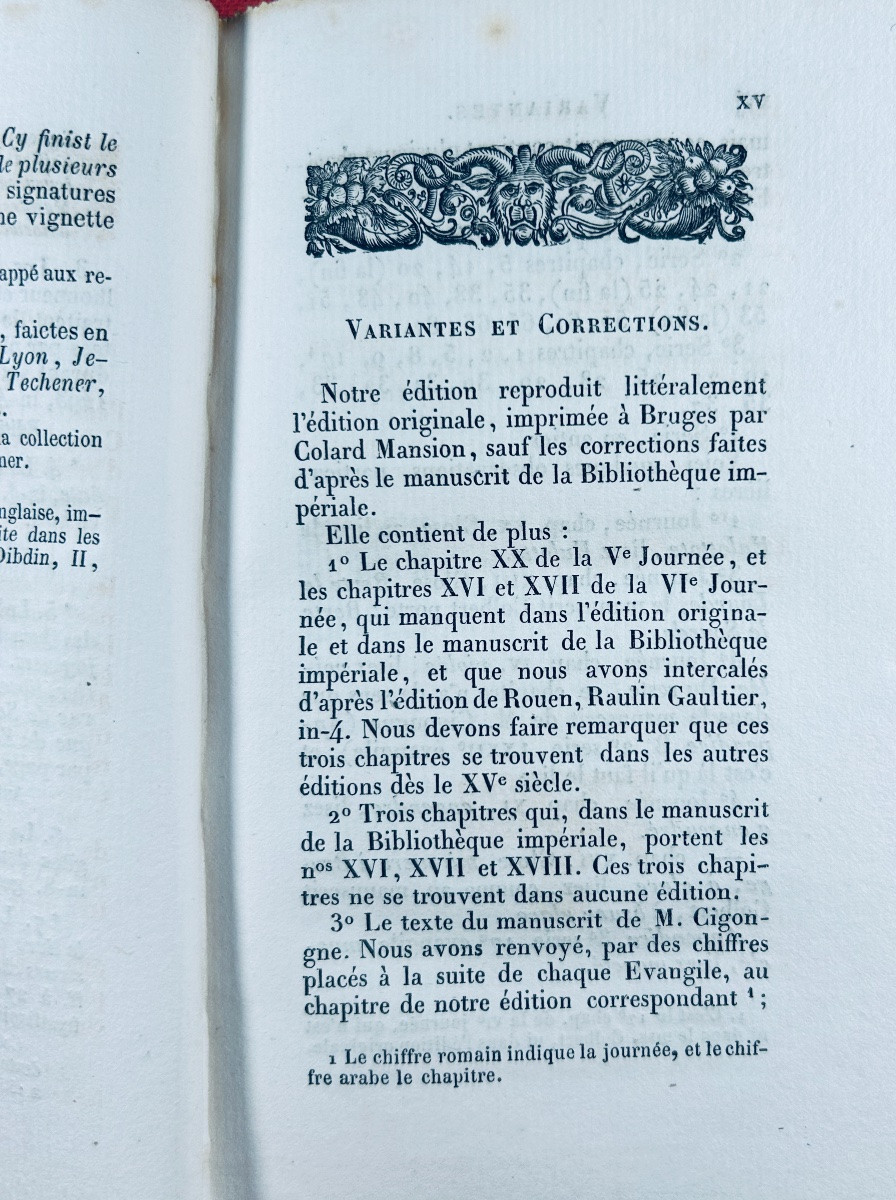 Cy finist le
de plusieurs
signatures
ne vignette
appé aux re-
, faictes en
Lyon, Je-
Techener,
a collection
ner.
nglaise, im-
ite dans les
Dibdin, II,
XV
VARIANTES ET CORRECTIONS.
Notre édition reproduit littéralement
l'édition originale, imprimée à Bruges par
Colard Mansion, sauf les corrections faites
d'après le manuscrit de la Bibliothèque im-
périale.
Elle contient de plus :
1º Le chapitre XX de la Ve Journée, et
les chapitres XVI et XVII de la VIe Jour-
née, qui manquent dans l'édition origina-
le et dans le manuscrit de la Bibliothèque
impériale, et que nous avons intercalés
d'après l'édition de Rouen, Raulin Gaultier,
in-4. Nous devons faire remarquer que ces
trois chapitres se trouvent dans les autres
éditions dès le XVe siècle.
2º Trois chapitres qui, dans le manuscrit
de la Bibliothèque impériale, portent les
nos XVI, XVII et XVIII. Ces trois chapi-
tres ne se trouvent dans aucune édition.
3º Le texte du manuscrit de M. Cigon-
gne. Nous avons renvoyé, par des chiffres
placés à la suite de chaque Evangile, au
chapitre de notre édition correspondant 1;
1 Le chiffre romain indique la journée, et le chif-
fre arabe le chapitre.